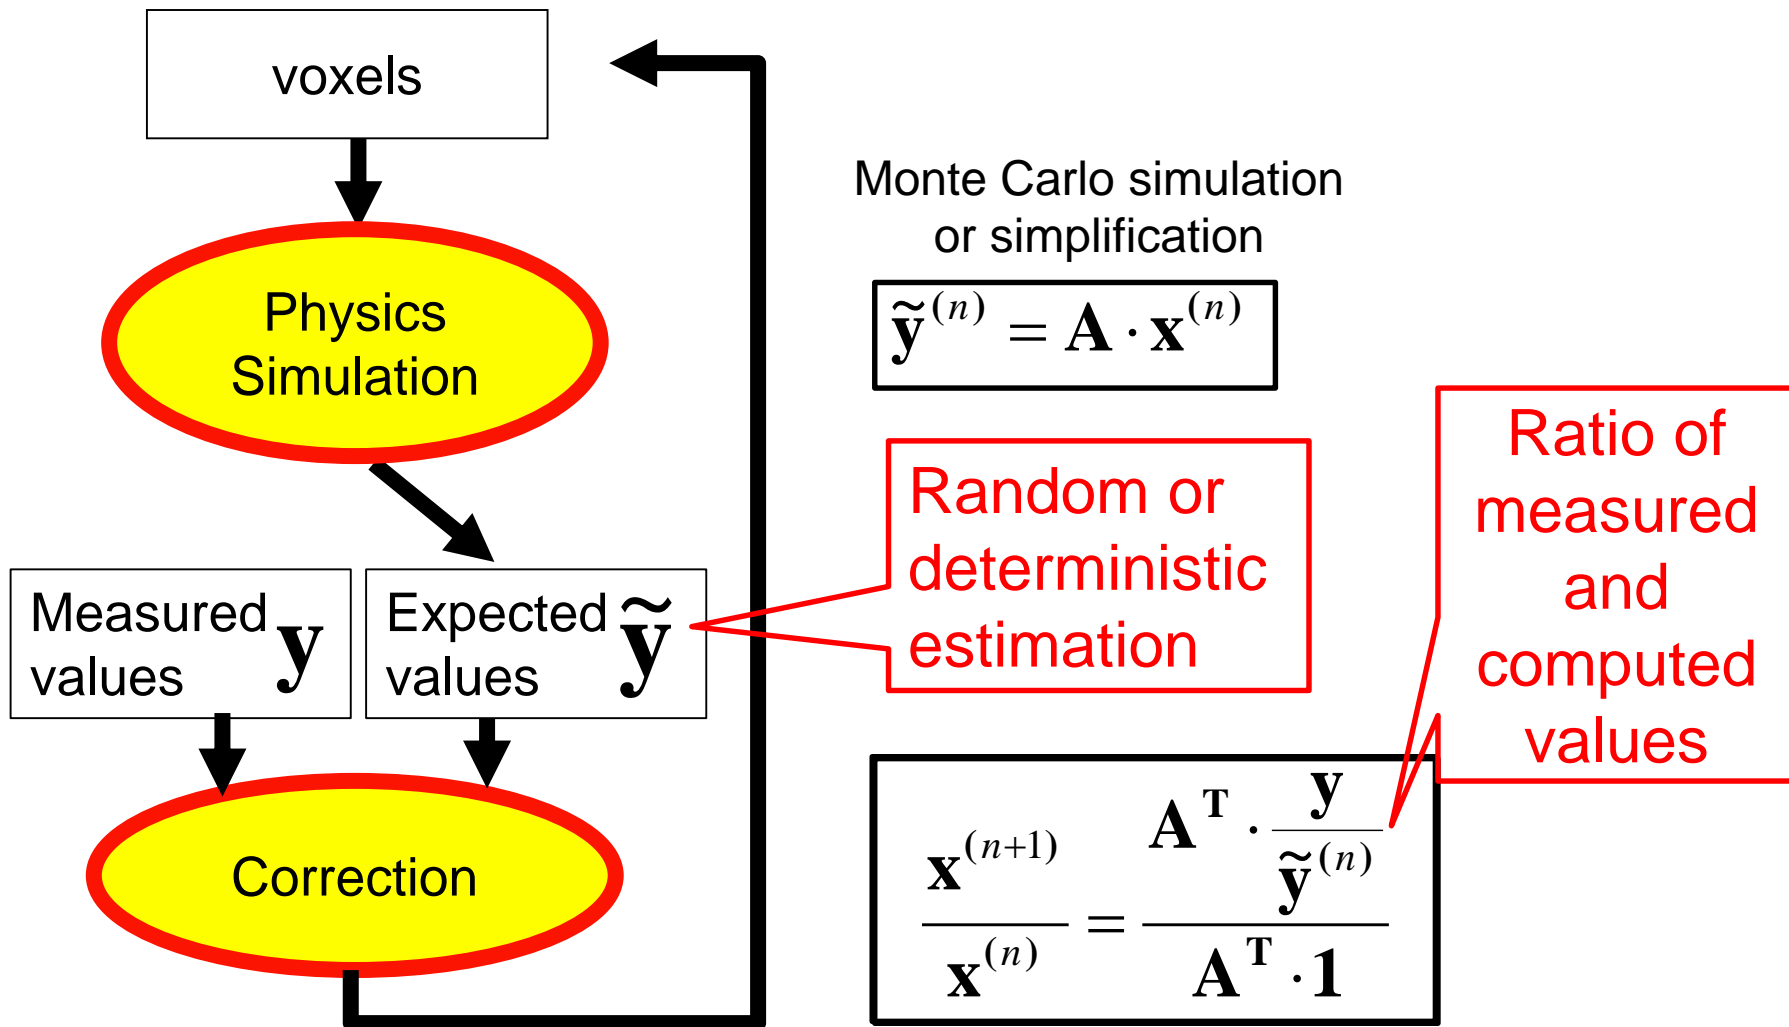 voxels
Physics
Simulation
Measured
values y
Expected
values ỹ
Correction
Monte Carlo simulation
or simplification
ỹ⁽ⁿ⁾ = A · x⁽ⁿ⁾
Random or
deterministic
estimation
Ratio of
measured
and
computed
values
x⁽ⁿ⁺¹⁾ / x⁽ⁿ⁾ = (Aᵀ · y / ỹ⁽ⁿ⁾) / (Aᵀ · 1)